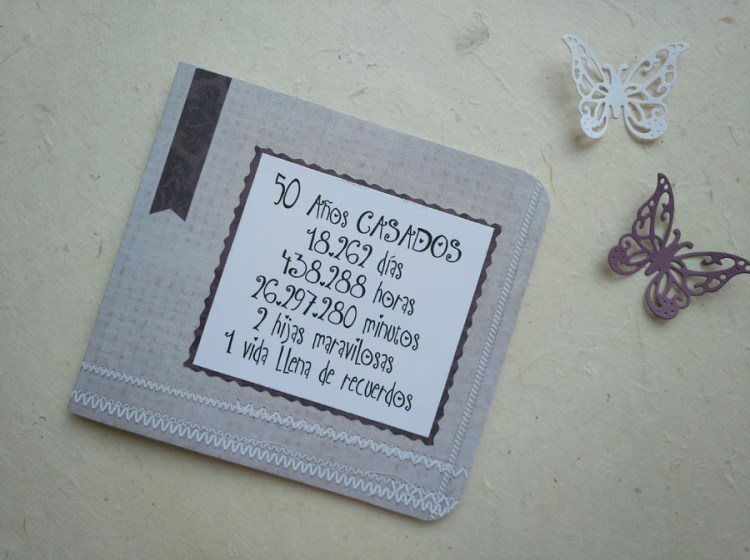 50 Años CASADOS
18.262 días
438.288 horas
26.297.280 minutos
2 hijas maravillosas
1 vida llena de recuerdos